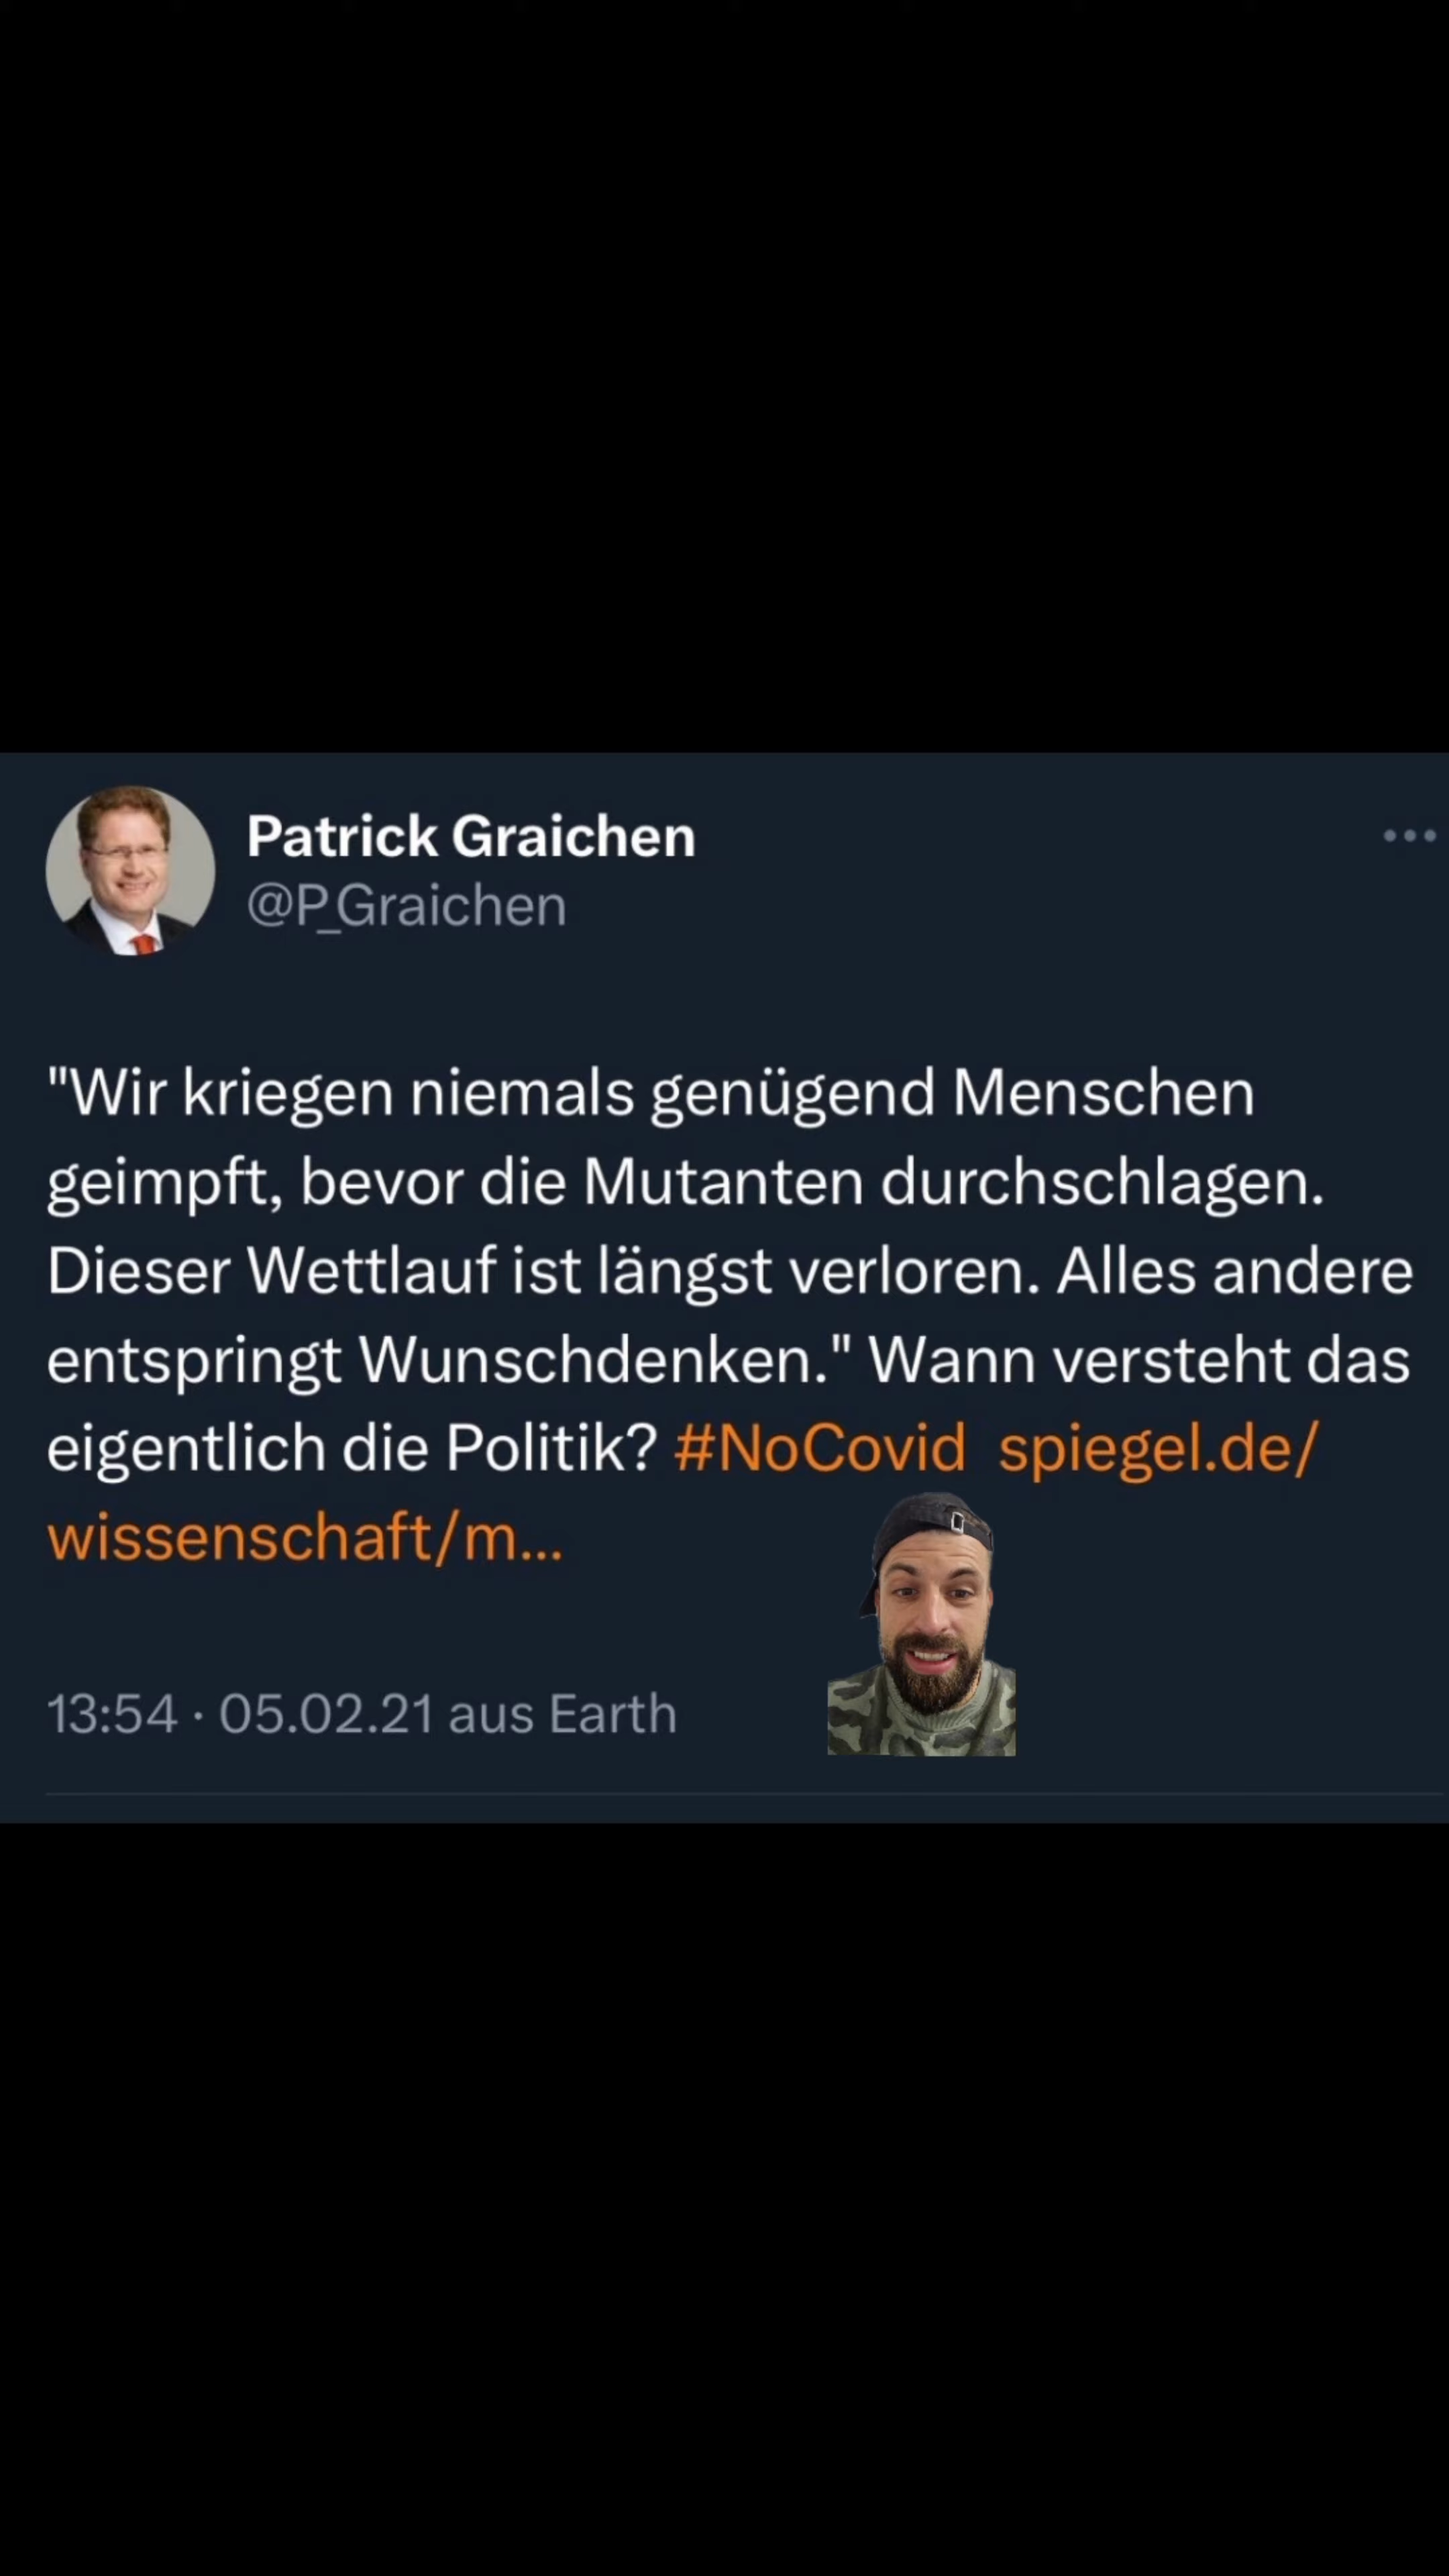 Patrick Graichen
@P_Graichen
"Wir kriegen niemals genügend Menschen
geimpft, bevor die Mutanten durchschlagen.
Dieser Wettlauf ist längst verloren. Alles andere
entspringt Wunschdenken." Wann versteht das
eigentlich die Politik? #NoCovid spiegel.de/
wissenschaft/m...
13:54 · 05.02.21 aus Earth